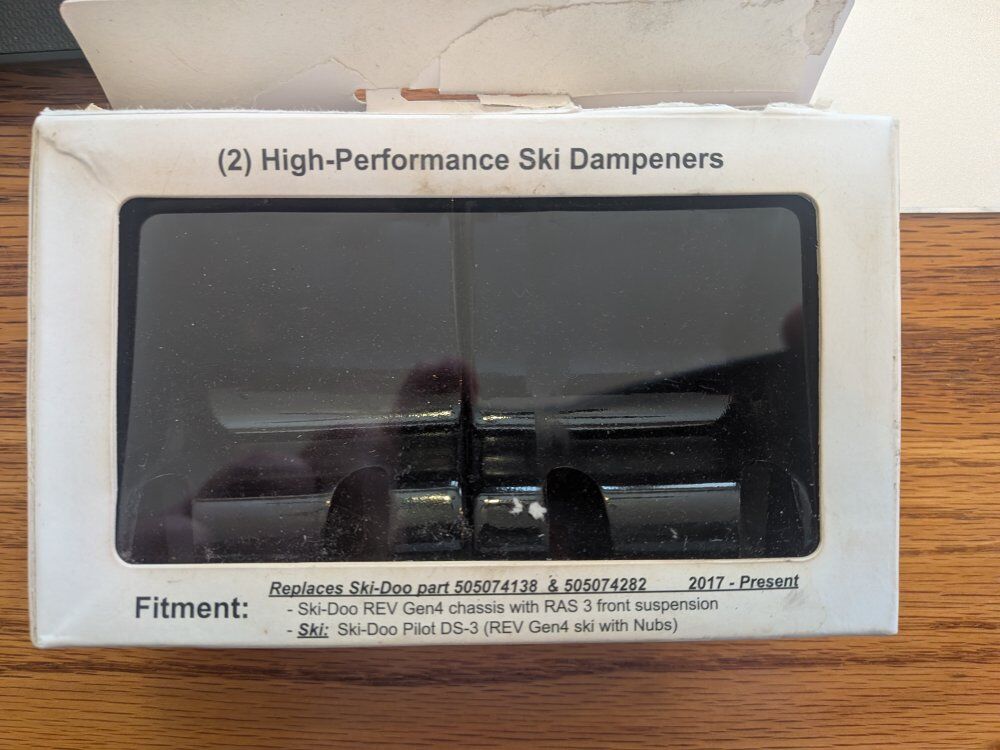 (2) High-Performance Ski Dampeners
Replaces Ski-Doo part 505074138 & 505074282 2017 - Present
Fitment:
- Ski-Doo REV Gen4 chassis with RAS 3 front suspension
- Ski: Ski-Doo Pilot DS-3 (REV Gen4 ski with Nubs)